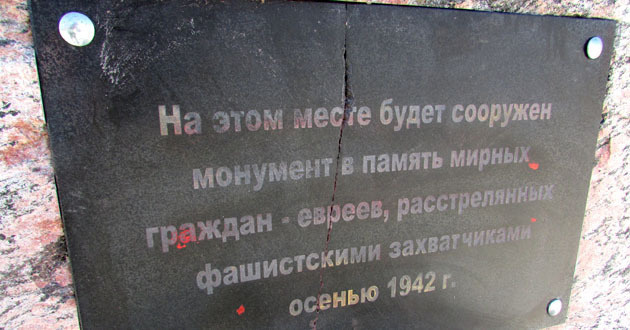 На этом месте будет сооружен
монумент в память мирных
граждан - евреев, расстрелянных
фашистскими захватчиками
осенью 1942 г.